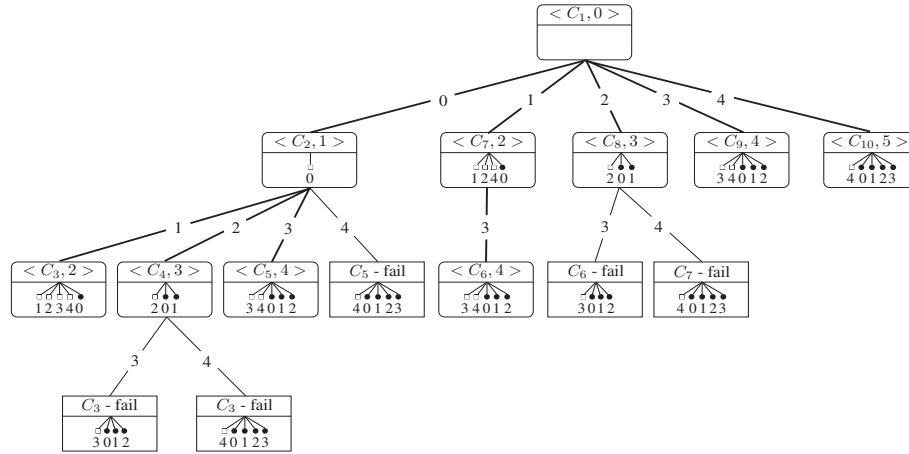 < C₁, 0 >
0 1 2 3 4
< C₂, 1 > < C₇, 2 > < C₈, 3 > < C₉, 4 > < C₁₀, 5 >
0 1 2 4 0 2 0 1 3 4 0 1 2 4 0 1 2 3
1 2 3 4 3 3 4
< C₃, 2 > < C₄, 3 > < C₅, 4 > C₅ - fail < C₆, 4 > C₆ - fail C₇ - fail
1 2 3 4 0 2 0 1 3 4 0 1 2 4 0 1 2 3 3 4 0 1 2 3 0 1 2 4 0 1 2 3
3 4
C₃ - fail C₃ - fail
3 0 1 2 4 0 1 2 3